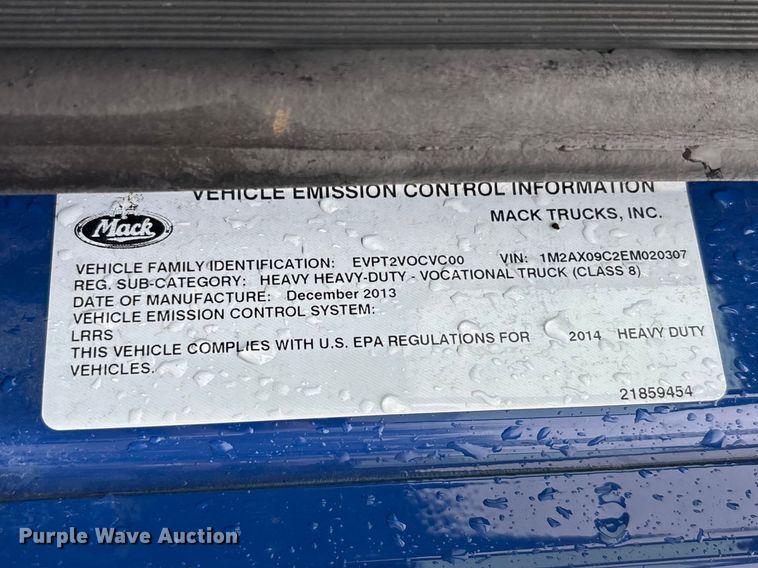 VEHICLE EMISSION CONTROL INFORMATION
Mack
MACK TRUCKS, INC.
VEHICLE FAMILY IDENTIFICATION: EVPT2VOCVC00 VIN: 1M2AX09C2EM020307
REG. SUB-CATEGORY: HEAVY HEAVY-DUTY - VOCATIONAL TRUCK (CLASS 8)
DATE OF MANUFACTURE: December 2013
VEHICLE EMISSION CONTROL SYSTEM:
LRRS
THIS VEHICLE COMPLIES WITH U.S. EPA REGULATIONS FOR 2014 HEAVY DUTY
VEHICLES.
21859454
Purple Wave Auction